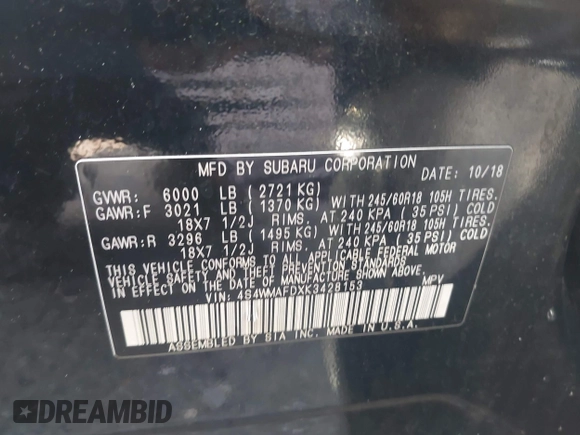 MFD BY SUBARU CORPORATION DATE: 10/18
GVWR: 6000 LB (2721 KG)
GAWR:F 3021 LB (1370 KG) WITH 245/60R18 105H TIRES.
18X7 1/2J RIMS. AT 240 KPA (35 PSI) COLD
GAWR:R 3296 LB (1495 KG) WITH 245/60R18 105H TIRES.
18X7 1/2J RIMS. AT 240 KPA (35 PSI) COLD
THIS VEHICLE CONFORMS TO ALL APPLICABLE FEDERAL MOTOR
VEHICLE SAFETY, BUMPER, AND THEFT PREVENTION STANDARDS
IN EFFECT ON THE DATE OF MANUFACTURE SHOWN ABOVE.
VIN: 4S4WMAFDXK3428153 MPV
ASSEMBLED BY SIA INC. MADE IN U.S.A.
DREAMBID